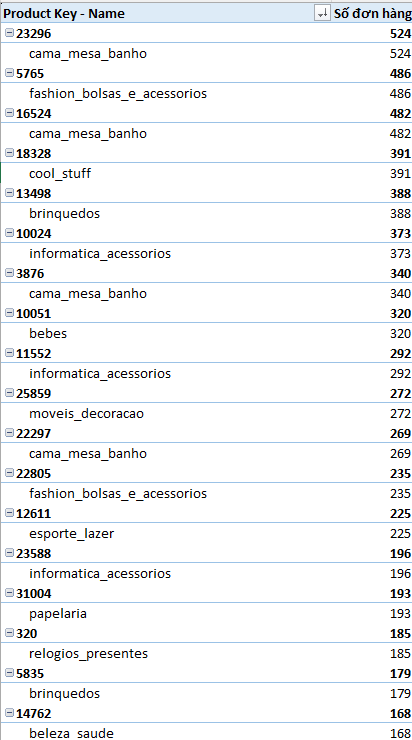 Product Key - Name Số đơn hàng
23296 524
cama_mesa_banho 524
5765 486
fashion_bolsas_e_acessorios 486
16524 482
cama_mesa_banho 482
18328 391
cool_stuff 391
13498 388
brinquedos 388
10024 373
informatica_acessorios 373
3876 340
cama_mesa_banho 340
10051 320
bebes 320
11552 292
informatica_acessorios 292
25859 272
moveis_decoracao 272
22297 269
cama_mesa_banho 269
22805 235
fashion_bolsas_e_acessorios 235
12611 225
esporte_lazer 225
23588 196
informatica_acessorios 196
31004 193
papelaria 193
320 185
relogios_presentes 185
5835 179
brinquedos 179
14762 168
beleza_saude 168